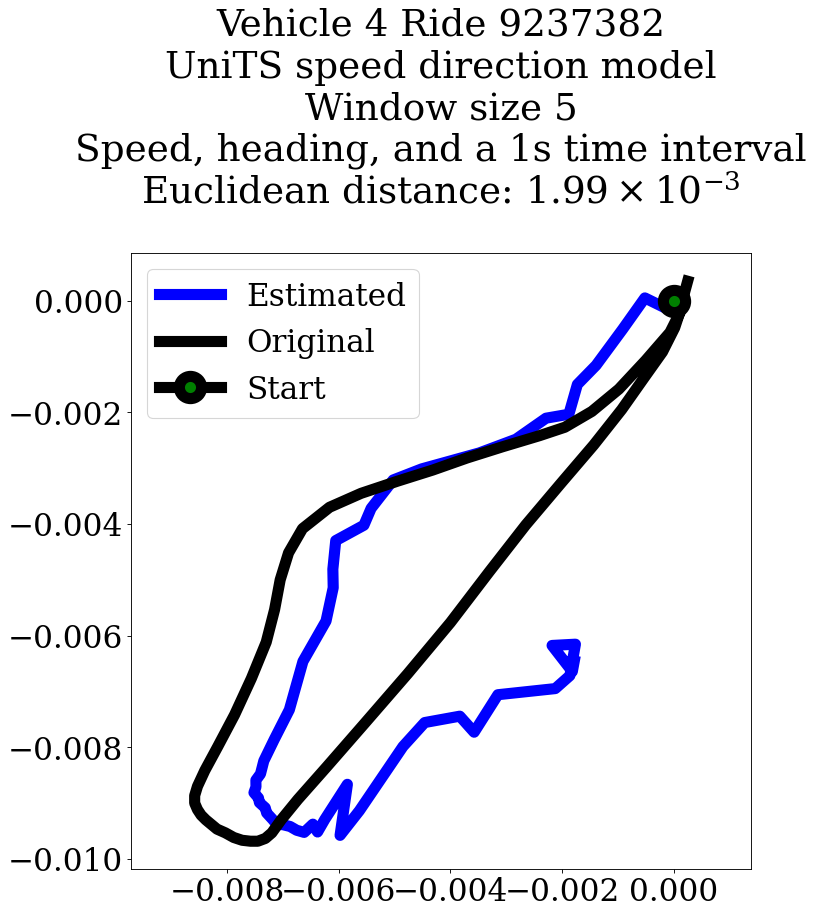 Vehicle 4 Ride 9237382
UniTS speed direction model
Window size 5
Speed, heading, and a 1s time interval
Euclidean distance: 1.99 × 10⁻³
Estimated
Original
Start
0.000
−0.002
−0.004
−0.006
−0.008
−0.010
−0.008 −0.006 −0.004 −0.002 0.000